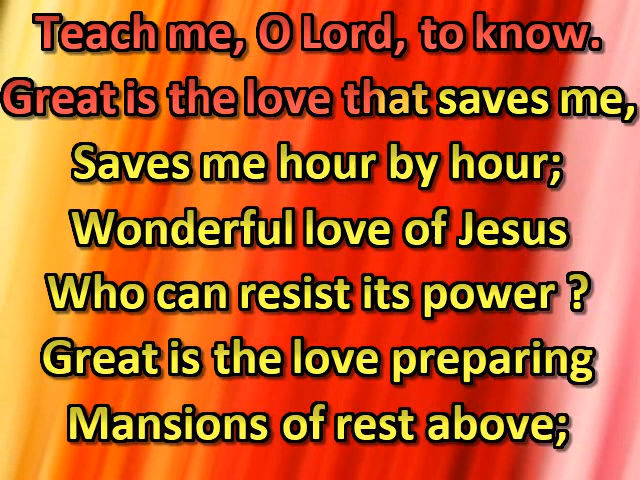 Teach me, O Lord, to know.
Great is the love that saves me,
Saves me hour by hour;
Wonderful love of Jesus
Who can resist its power ?
Great is the love preparing
Mansions of rest above;